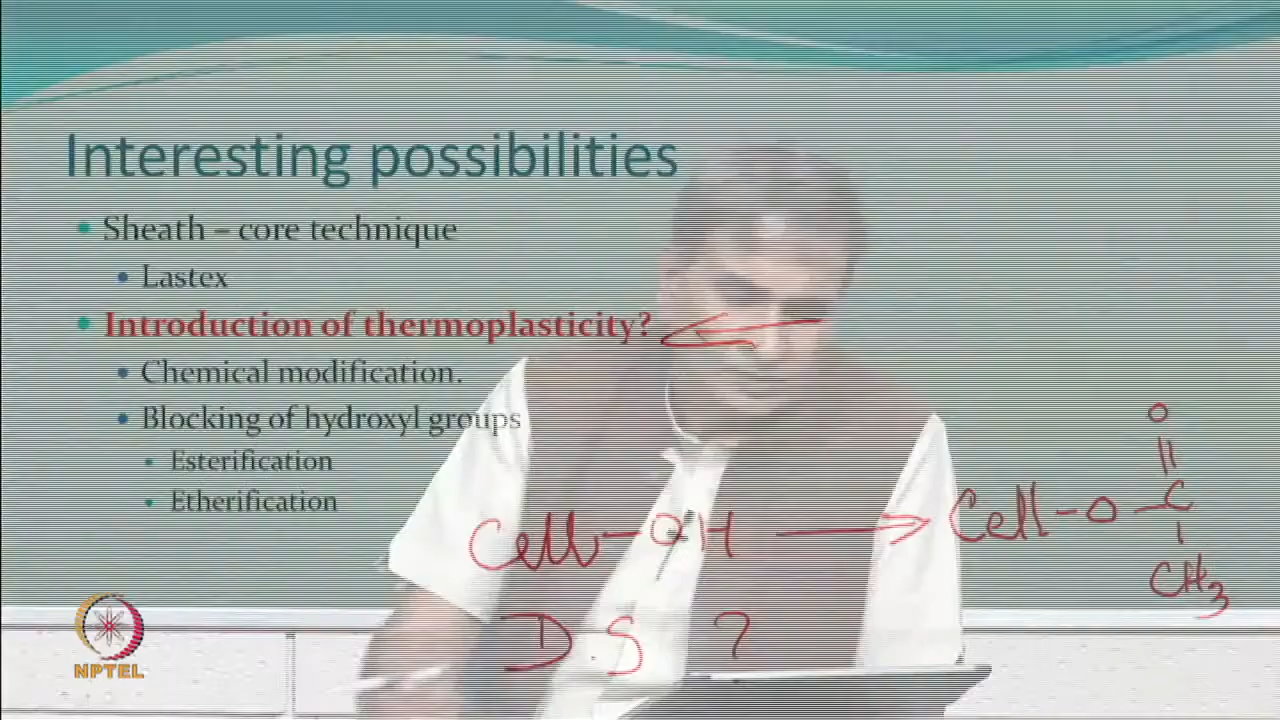 Interesting possibilities
• Sheath – core technique
• Lastex
• Introduction of thermoplasticity?
• Chemical modification.
• Blocking of hydroxyl groups
• Esterification
• Etherification
O
||
Cell–OH → Cell–O–C
|
CH3
D.S ?
NPTEL